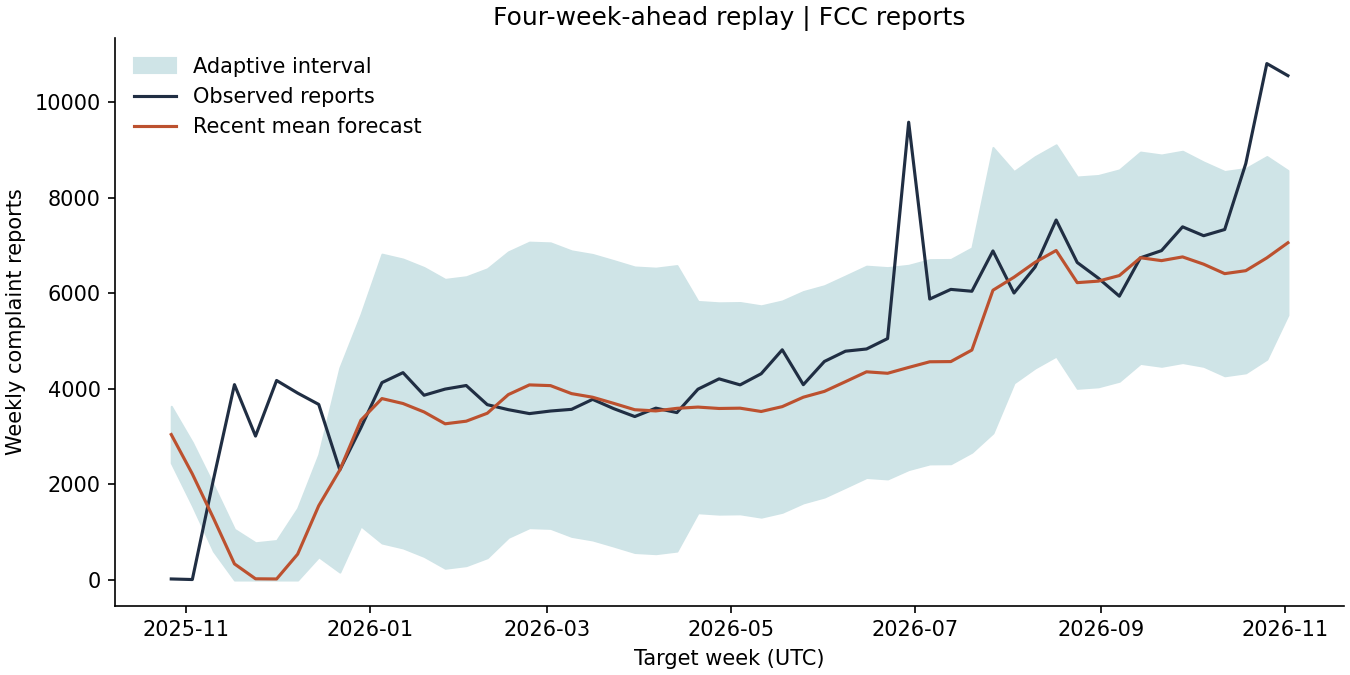 Four-week-ahead replay | FCC reports
Adaptive interval
Observed reports
Recent mean forecast
Weekly complaint reports
10000
8000
6000
4000
2000
0
2025-11
2026-01
2026-03
2026-05
2026-07
2026-09
2026-11
Target week (UTC)